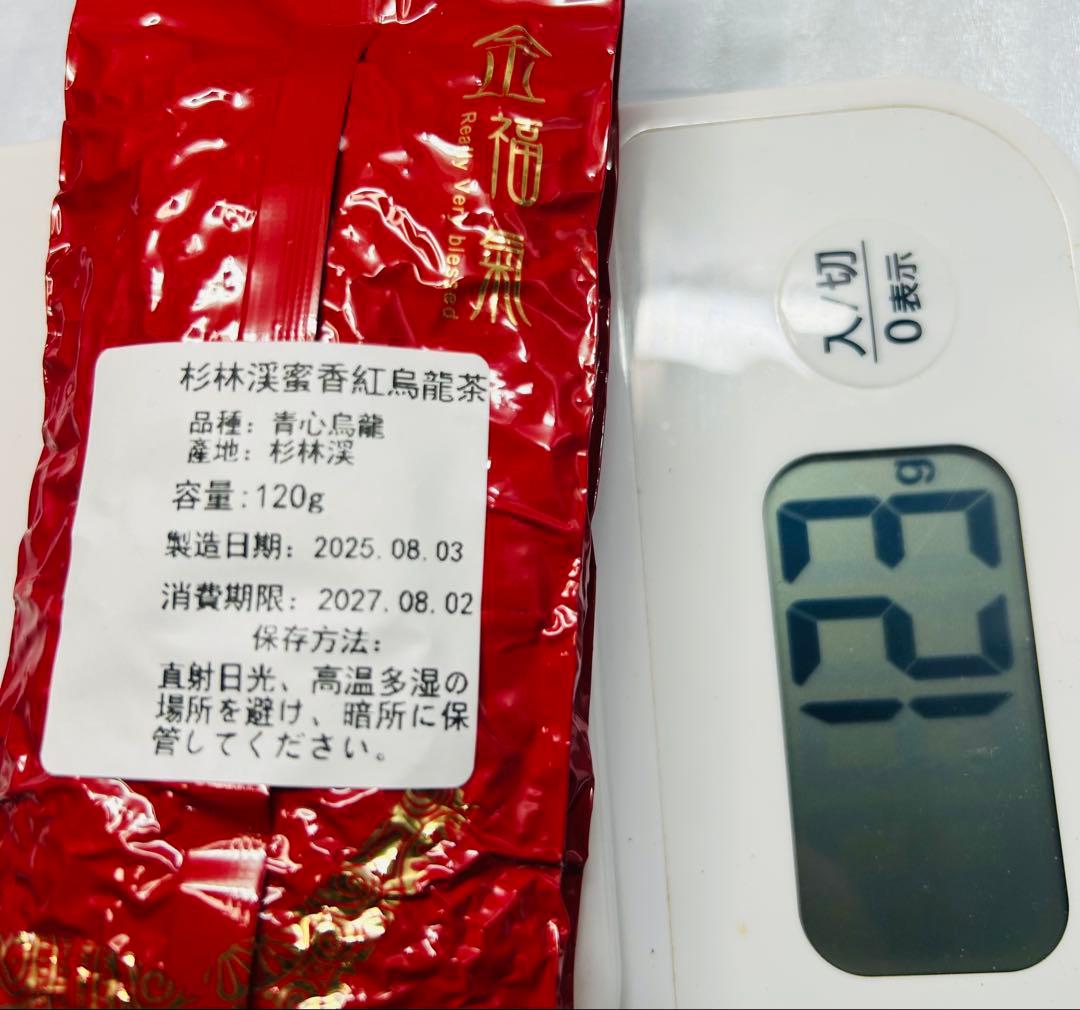 金福氣
Really Very blessed
杉林渓蜜香紅烏龍茶
品種：青心烏龍
産地：杉林渓
容量：120g
製造日期：2025.08.03
消費期限：2027.08.02
保存方法：
直射日光、高温多湿の
場所を避け、暗所に保
管してください。
入/切
0表示
123g